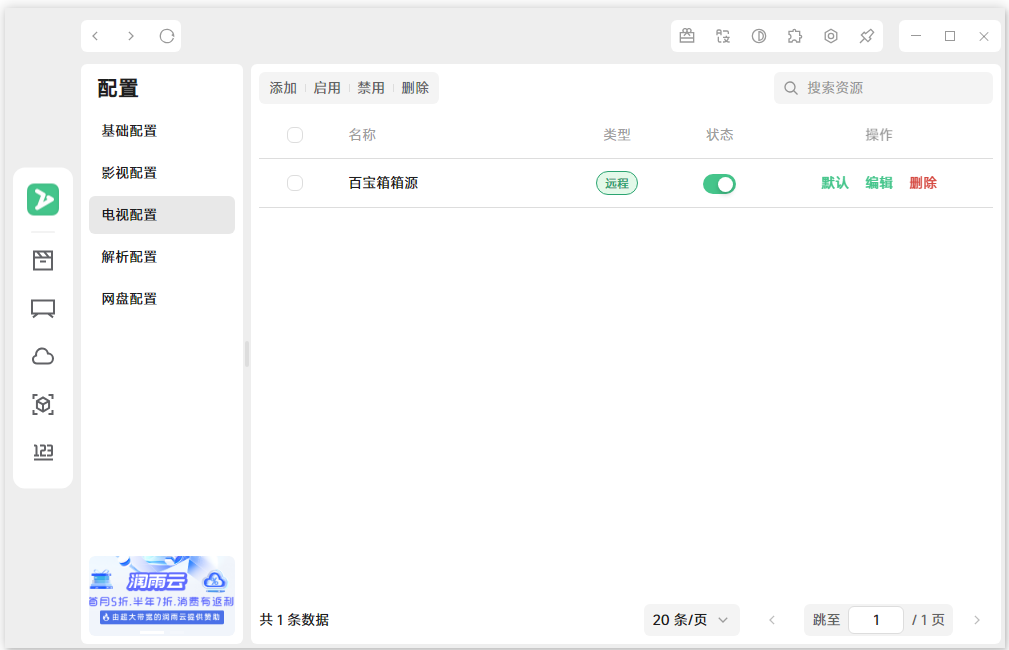 配置
基础配置
影视配置
电视配置
解析配置
网盘配置
123
润雨云
首月5折.半年7折.消费有返利
由超大带宽的润雨云提供赞助
添加 启用 禁用 删除
搜索资源
名称 类型 状态 操作
百宝箱箱源 远程 默认 编辑 删除
共 1 条数据 20 条/页 跳至 1 / 1 页